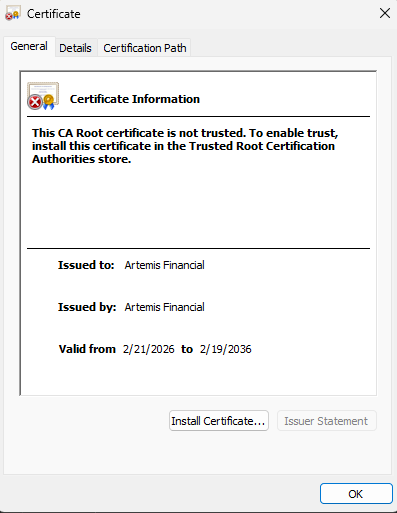 Certificate
General Details Certification Path
Certificate Information
This CA Root certificate is not trusted. To enable trust,
install this certificate in the Trusted Root Certification
Authorities store.
Issued to: Artemis Financial
Issued by: Artemis Financial
Valid from 2/21/2026 to 2/19/2036
Install Certificate... Issuer Statement
OK